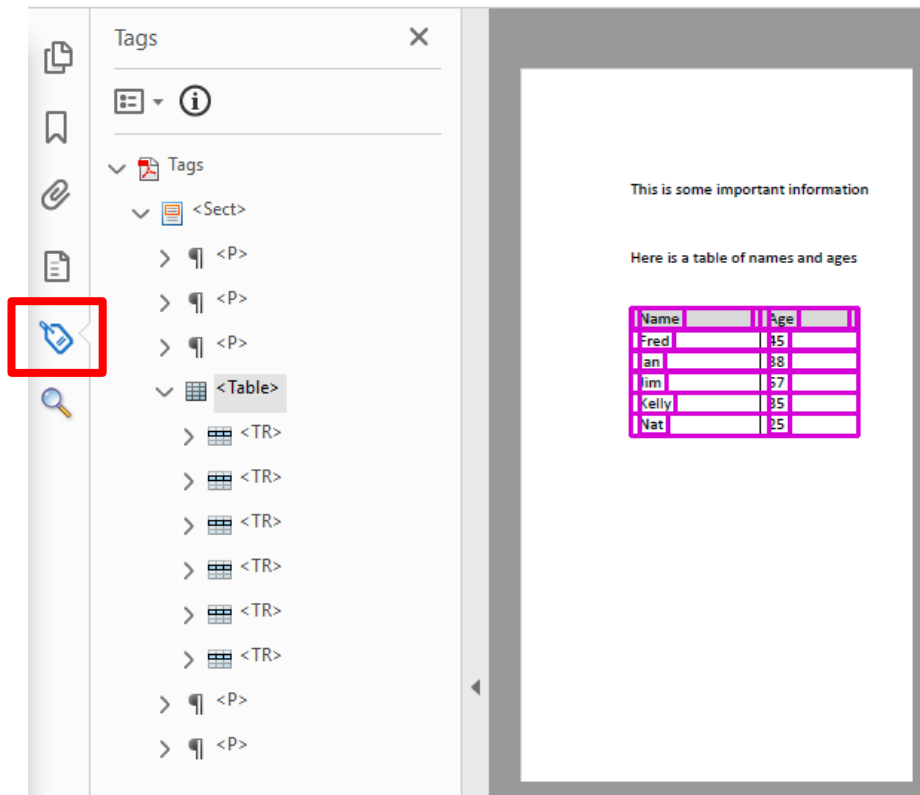 Tags
Tags
<Sect>
<P>
<P>
<P>
<Table>
<TR>
<TR>
<TR>
<TR>
<TR>
<TR>
<P>
<P>
This is some important information
Here is a table of names and ages
Name Age
Fred 45
Ian 38
Jim 67
Kelly 35
Nat 25